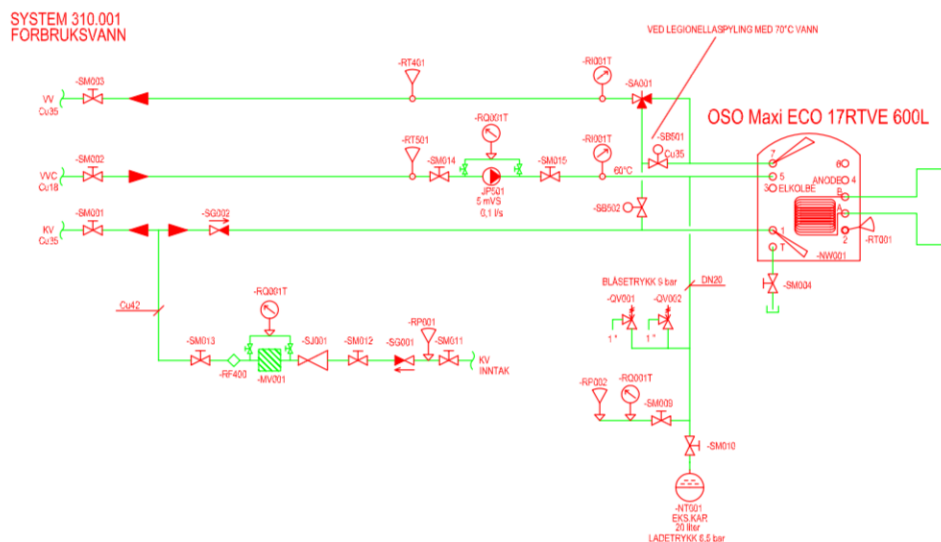 SYSTEM 310.001
FORBRUKSVANN
VED LEGIONELLASPYLING MED 70°C VANN
-SM003
VV
Cu35
-RT401
-RI001T
-SA001
OSO Maxi ECO 17RTVE 600L
-SM002
VVC
Cu18
-RT501
-SM014
-RQ001T
JP501
5 mVS
0,1 l/s
-SM015
-RI001T
60°C
-SB501
Cu35
7
5
3
ELKOLBE
6
ANODE
4
B
A
1
2
T
-RT001
-NW001
-SM001
KV
Cu35
-SG002
-SB502
-SM004
DN20
BLÅSETRYKK 9 bar
-QV001
-QV002
1"
1"
Cu42
-SM013
-RF400
-RQ001T
-MV001
-SJ001
-SM012
-SG001
-RP001
-SM011
KV
INNTAK
-RP002
-RQ001T
-SM009
-SM010
-NT001
EKS.KAR
20 liter
LADETRYKK 6,5 bar